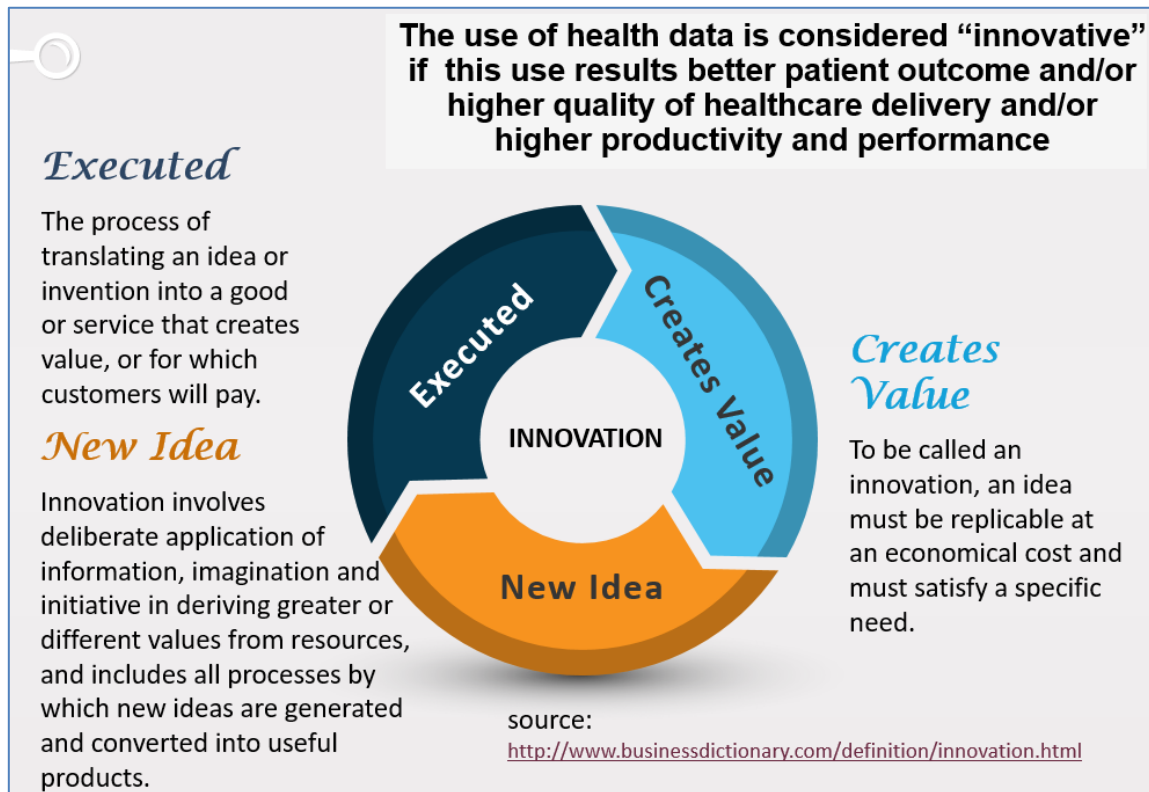 The use of health data is considered “innovative”
if this use results better patient outcome and/or
higher quality of healthcare delivery and/or
higher productivity and performance
Executed
The process of
translating an idea or
invention into a good
or service that creates
value, or for which
customers will pay.
New Idea
Innovation involves
deliberate application of
information, imagination and
initiative in deriving greater or
different values from resources,
and includes all processes by
which new ideas are generated
and converted into useful
products.
Executed
Creates Value
INNOVATION
New Idea
Creates
Value
To be called an
innovation, an idea
must be replicable at
an economical cost and
must satisfy a specific
need.
source:
http://www.businessdictionary.com/definition/innovation.html